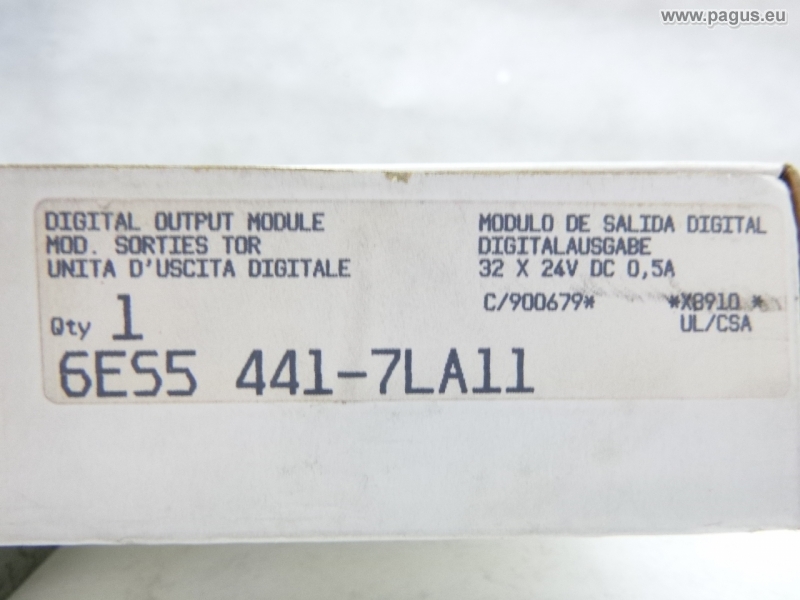 www.pagus.eu
DIGITAL OUTPUT MODULE
MOD. SORTIES TOR
UNITA D'USCITA DIGITALE
MODULO DE SALIDA DIGITAL
DIGITALAUSGABE
32 X 24V DC 0,5A
C/900679* *X8910 *
UL/CSA
Qty 1
6ES5 441-7LA11